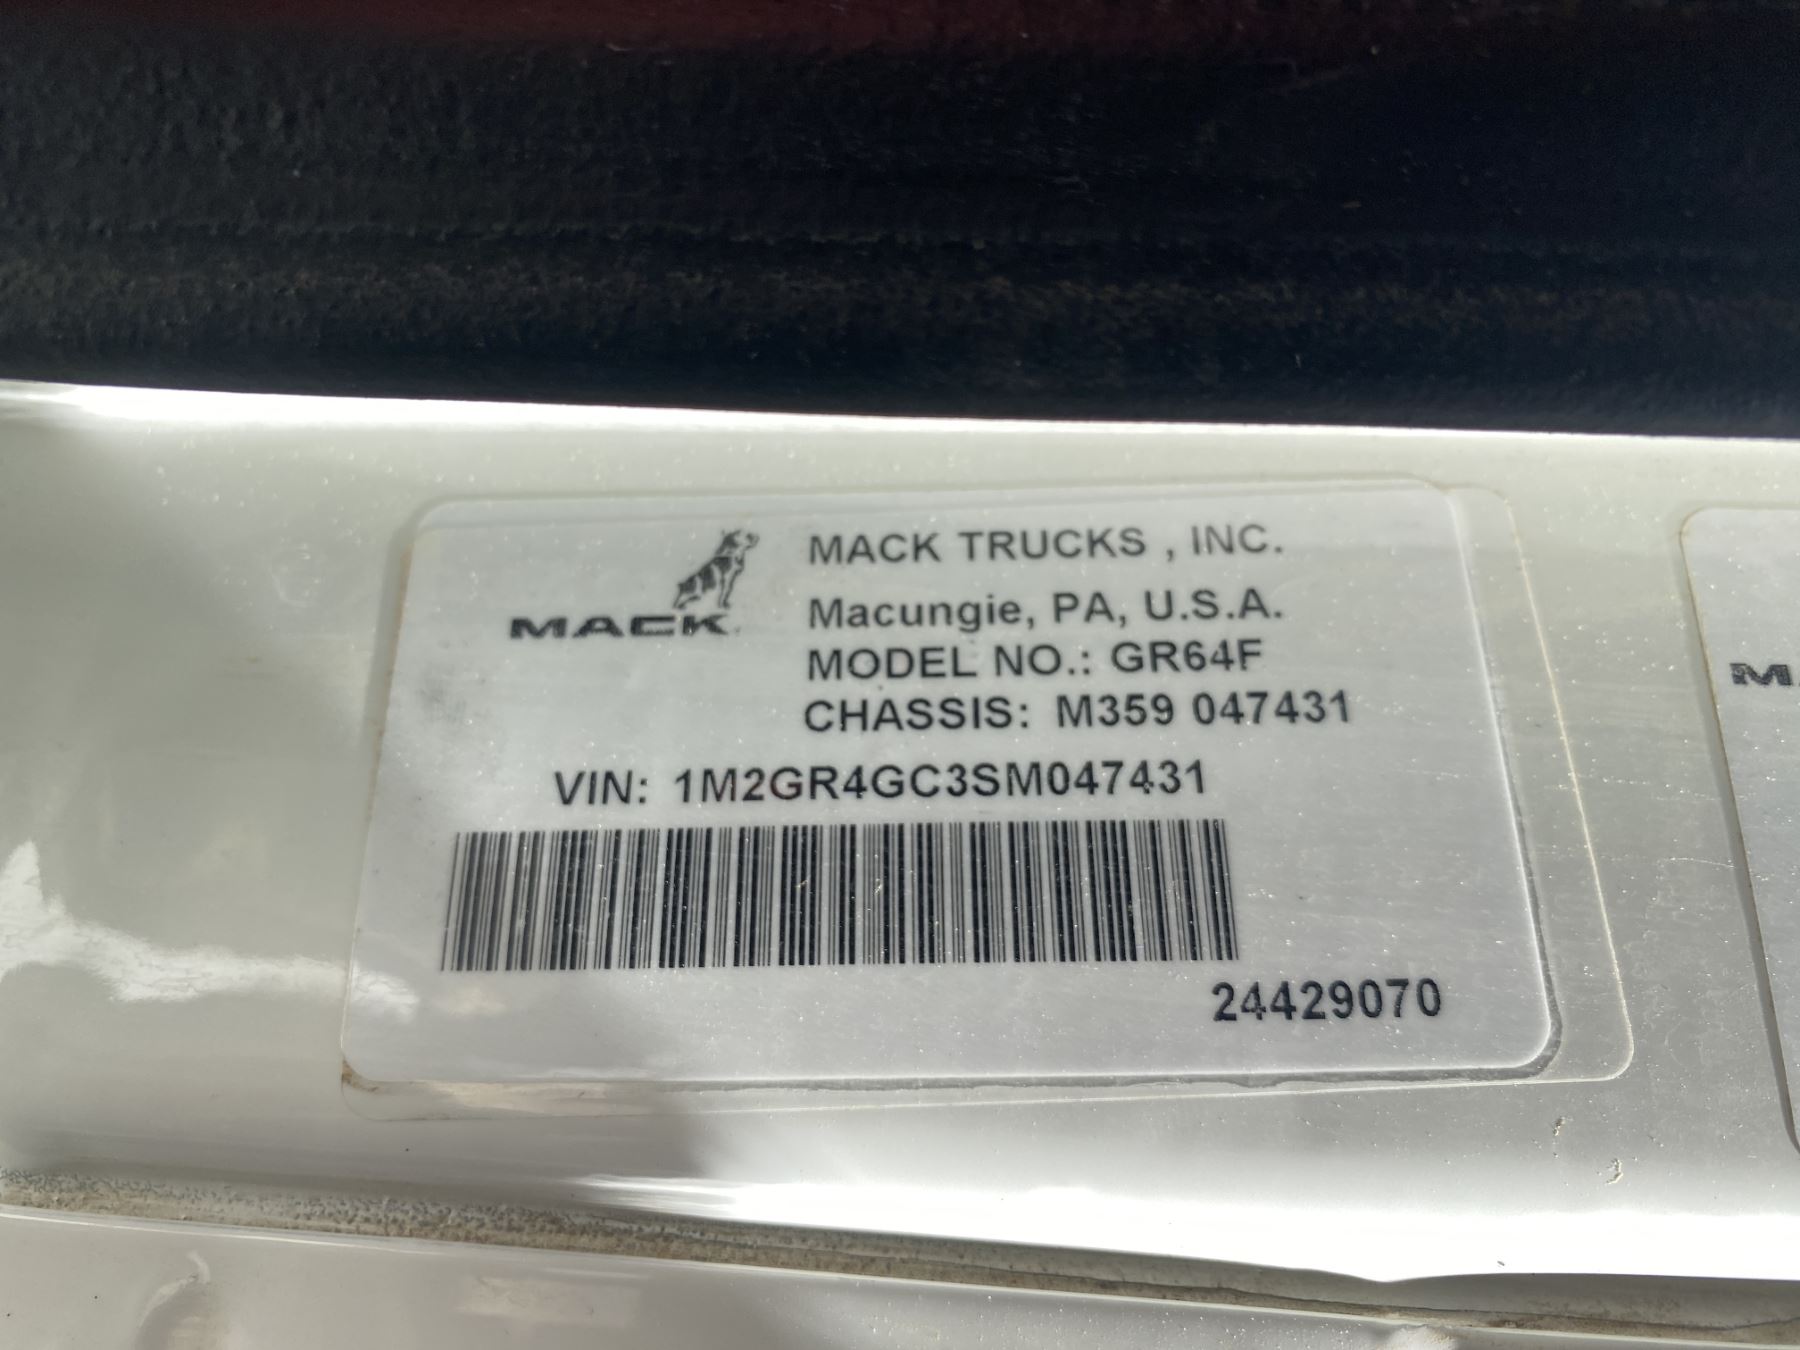 MACK
MACK TRUCKS , INC.
Macungie, PA, U.S.A.
MODEL NO.: GR64F
CHASSIS: M359 047431
VIN: 1M2GR4GC3SM047431
24429070